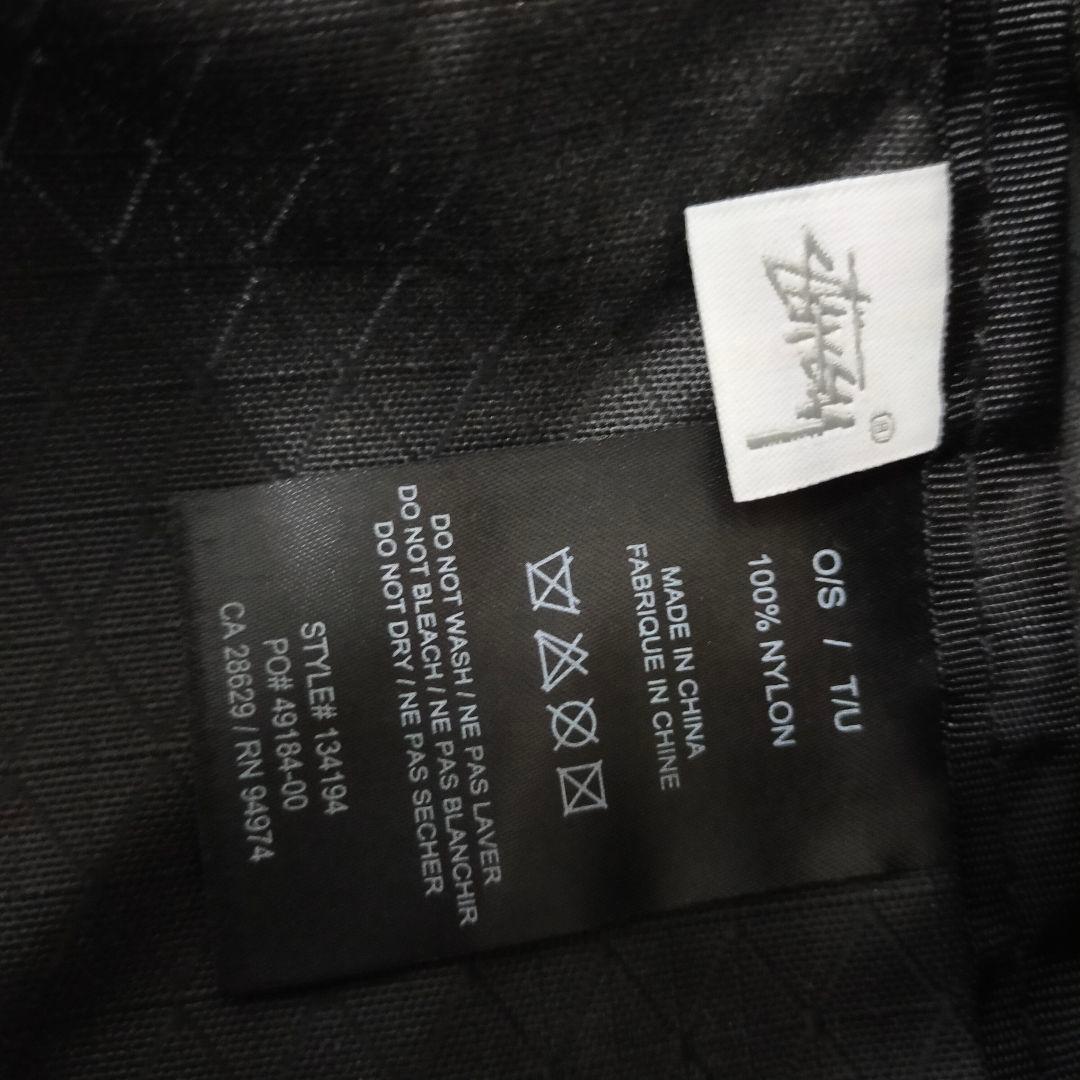 STÜSSY
®
O/S / T/U
100% NYLON
MADE IN CHINA
FABRIQUE IN CHINE
DO NOT WASH / NE PAS LAVER
DO NOT BLEACH / NE PAS BLANCHIR
DO NOT DRY / NE PAS SECHER
STYLE# 134194
PO# 49184-00
CA 28629 / RN 94974